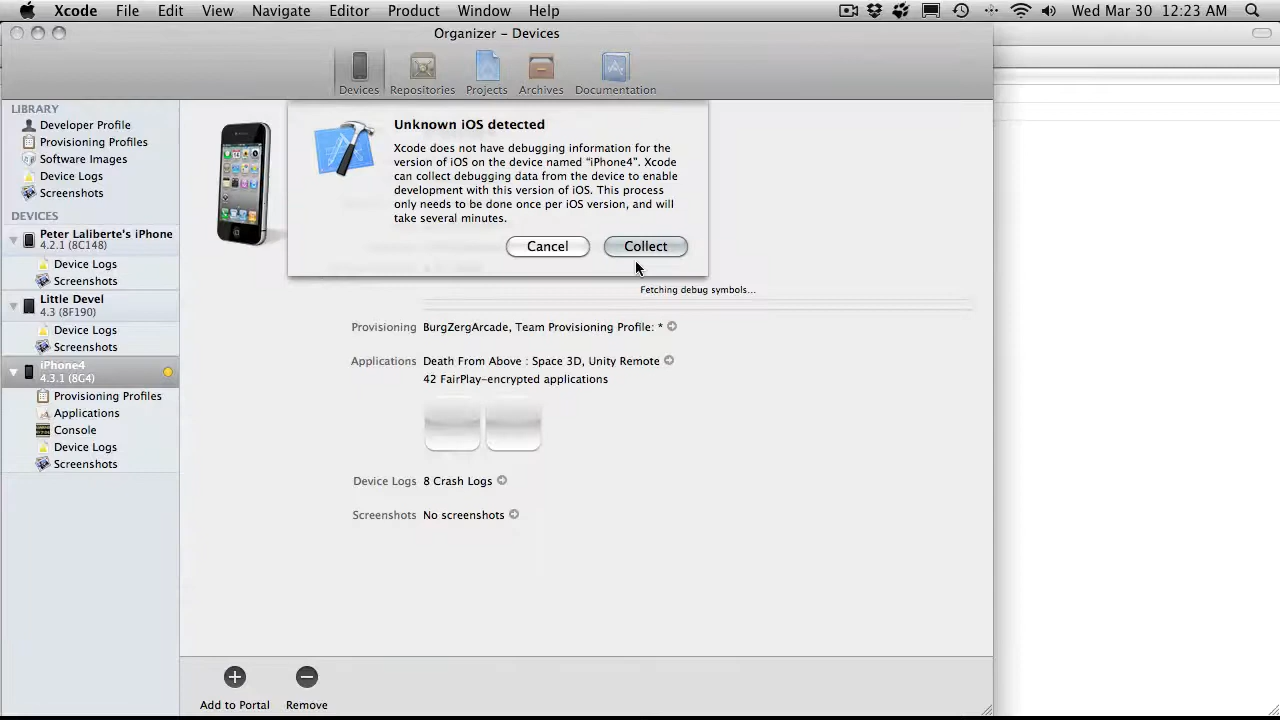 Xcode File Edit View Navigate Editor Product Window Help Wed Mar 30 12:23 AM
Organizer – Devices
Devices Repositories Projects Archives Documentation
LIBRARY
Developer Profile
Provisioning Profiles
Software Images
Device Logs
Screenshots
DEVICES
Peter Laliberte's iPhone
4.2.1 (8C148)
Device Logs
Screenshots
Little Devel
4.3 (8F190)
Device Logs
Screenshots
iPhone4
4.3.1 (8G4)
Provisioning Profiles
Applications
Console
Device Logs
Screenshots
Unknown iOS detected
Xcode does not have debugging information for the
version of iOS on the device named “iPhone4”. Xcode
can collect debugging data from the device to enable
development with this version of iOS. This process
only needs to be done once per iOS version, and will
take several minutes.
Cancel Collect
Fetching debug symbols...
Provisioning BurgZergArcade, Team Provisioning Profile: *
Applications Death From Above : Space 3D, Unity Remote
42 FairPlay-encrypted applications
Device Logs 8 Crash Logs
Screenshots No screenshots
Add to Portal Remove